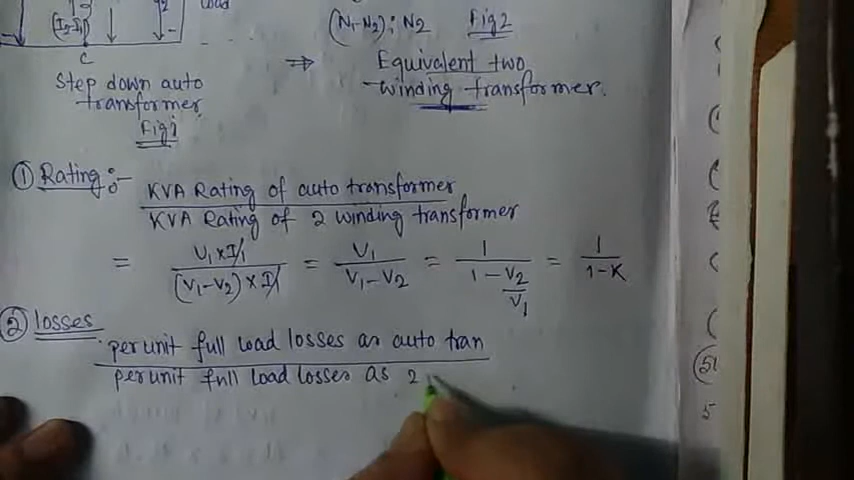 Load
(I2-I1)
C
Step down auto
transformer
Fig1
(N1-N2) : N2 Fig2
⇒ Equivalent two
winding transformer.
① Rating :-
KVA Rating of auto transformer
KVA Rating of 2 winding transformer
= V1 × I1 / (V1-V2) × I1 = V1 / V1-V2 = 1 / 1 - V2/V1 = 1 / 1-K
② losses
per unit full load losses as auto tran
per unit full load losses as 2